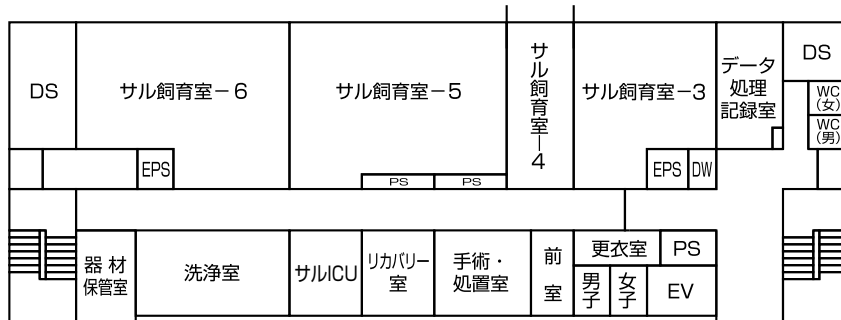 DS
サル飼育室－6
サル飼育室－5
サル飼育室－4
サル飼育室－3
データ
処理
記録室
DS
WC
(女)
WC
(男)
EPS
PS
PS
EPS
DW
器材
保管室
洗浄室
サルICU
リカバリー
室
手術・
処置室
前
室
更衣室
PS
男子
女子
EV